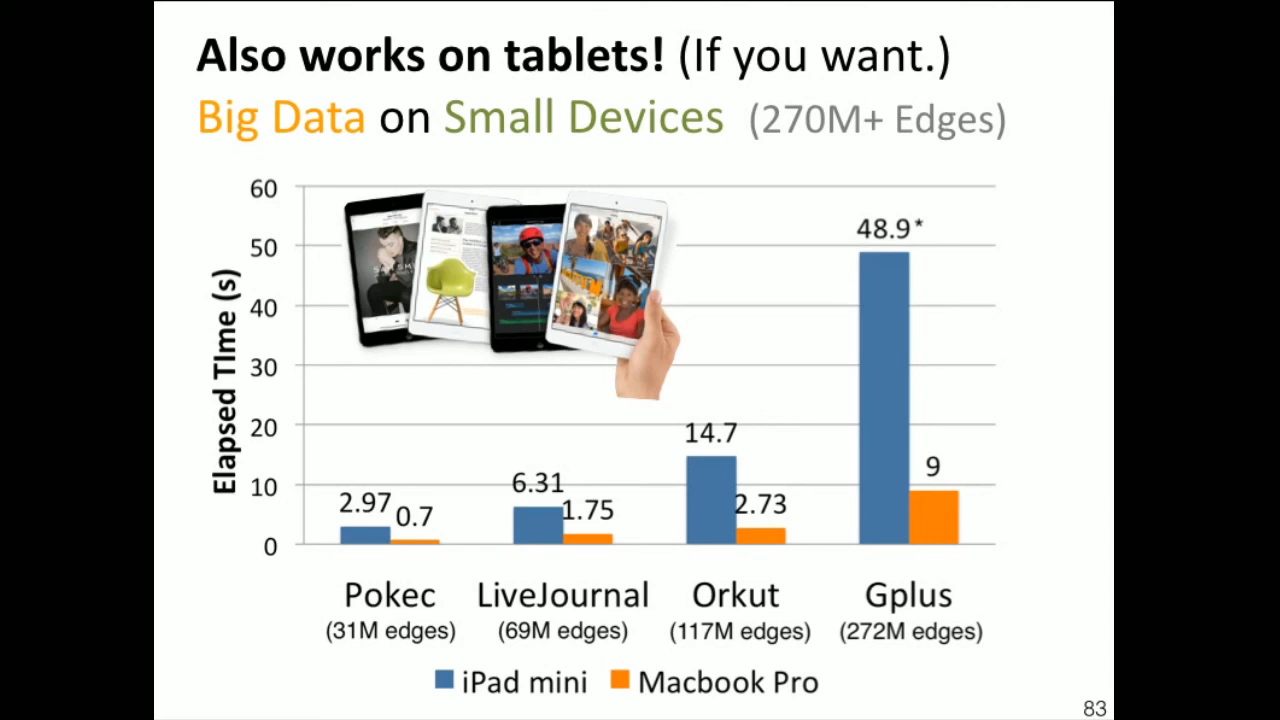 Also works on tablets! (If you want.)
Big Data on Small Devices (270M+ Edges)
60
50
40
30
20
10
0
Elapsed TIme (s)
2.97
0.7
6.31
1.75
14.7
2.73
48.9*
9
Pokec
(31M edges)
LiveJournal
(69M edges)
Orkut
(117M edges)
Gplus
(272M edges)
iPad mini
Macbook Pro
83